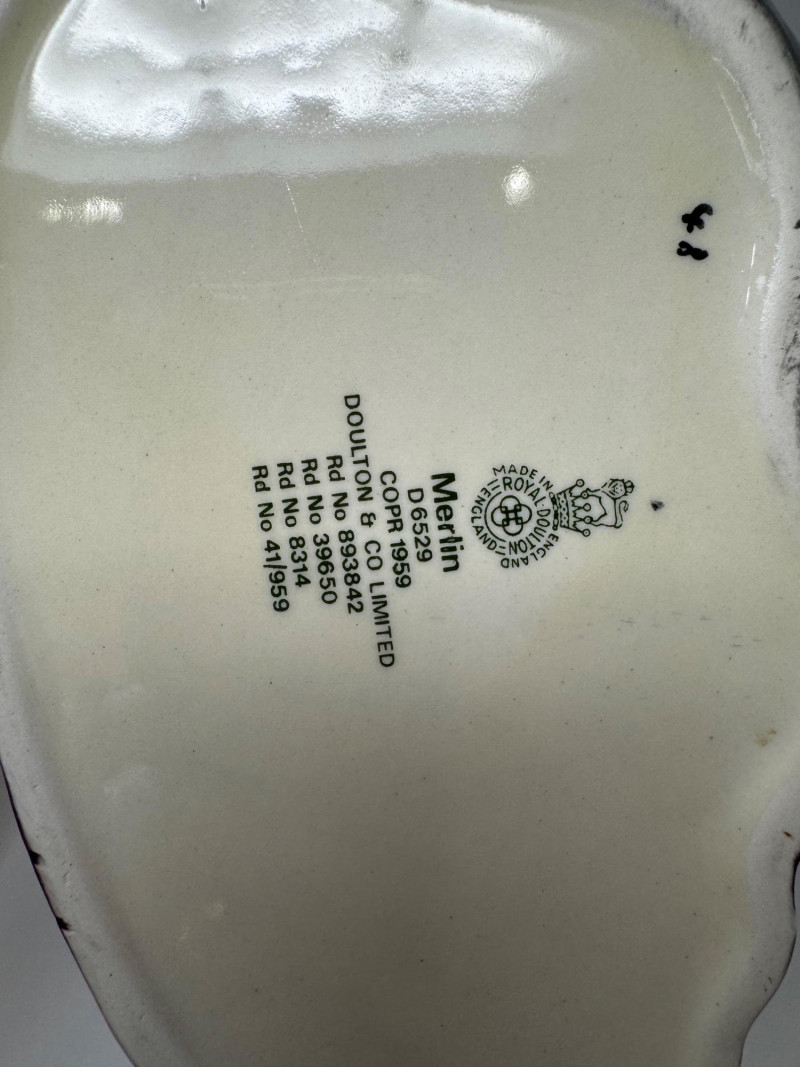 MADE IN ENGLAND
ROYAL DOULTON
ENGLAND
Merlin
D6529
COPR 1959
DOULTON & CO LIMITED
Rd No 893842
Rd No 39650
Rd No 8314
Rd No 41/959